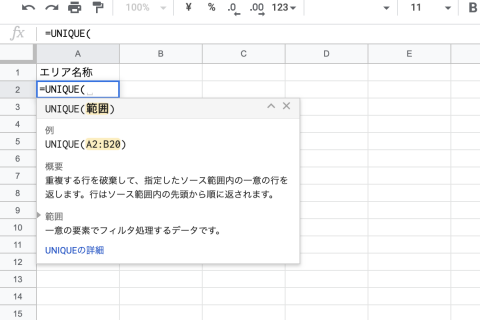 100% ¥ % .0 .00 123 11 B
fx =UNIQUE(
A B C D E
1 エリア名称
2 =UNIQUE(
3 UNIQUE(範囲)
4 例
5 UNIQUE(A2:B20)
6 概要
7 重複する行を破棄して、指定したソース範囲内の一意の行を
8 返します。行はソース範囲内の先頭から順に返されます。
9 範囲
10 一意の要素でフィルタ処理するデータです。
11 UNIQUEの詳細
12
13
14
15